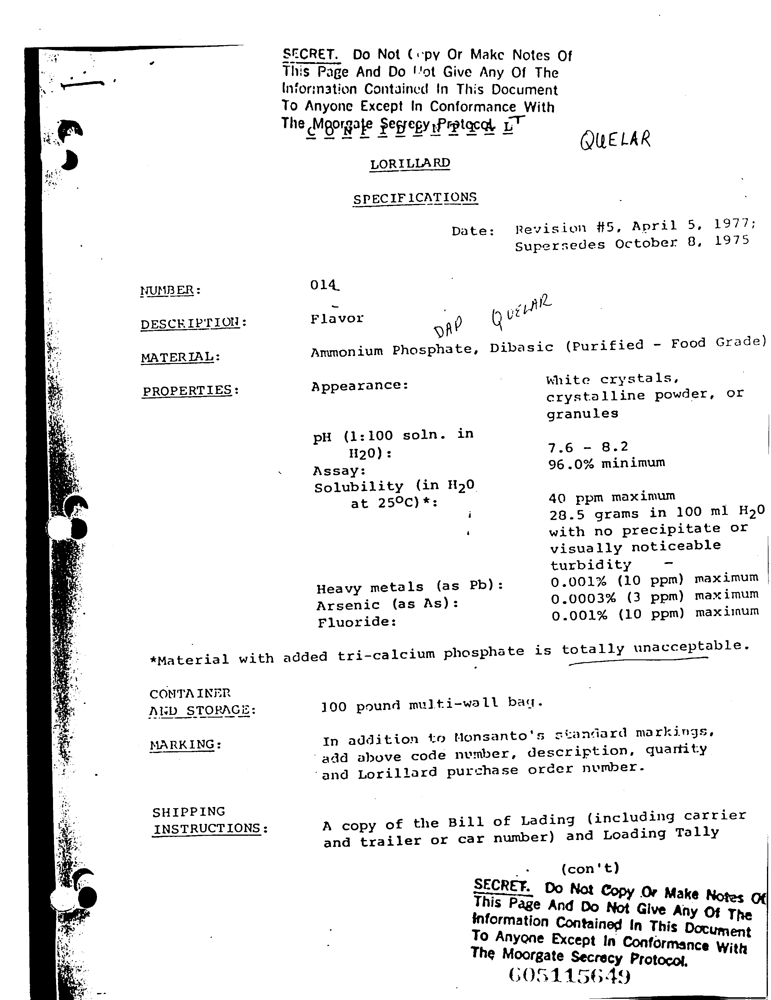 SECRET. Do Not Copy Or Make Notes Of
This Page And Do Not Give Any Of The
Information Contained In This Document
To Anyone Except In Conformance With
The Moorgate Secrecy Protocol
C O N F I D E N T I A L
QUELAR
LORILLARD
SPECIFICATIONS
Date: Revision #5, April 5, 1977;
Supersedes October 8, 1975
NUMBER: 014
DESCRIPTION: Flavor
DAP QUELAR
MATERIAL: Ammonium Phosphate, Dibasic (Purified - Food Grade)
PROPERTIES: Appearance: White crystals,
crystalline powder, or
granules
pH (1:100 soln. in
H2O): 7.6 - 8.2
Assay: 96.0% minimum
Solubility (in H2O
at 25°C)*: 40 ppm maximum
28.5 grams in 100 ml H2O
with no precipitate or
visually noticeable
turbidity -
Heavy metals (as Pb): 0.001% (10 ppm) maximum
Arsenic (as As): 0.0003% (3 ppm) maximum
Fluoride: 0.001% (10 ppm) maximum
*Material with added tri-calcium phosphate is totally unacceptable.
CONTAINER
AND STORAGE: 100 pound multi-wall bag.
MARKING: In addition to Monsanto's standard markings,
add above code number, description, quantity
and Lorillard purchase order number.
SHIPPING
INSTRUCTIONS: A copy of the Bill of Lading (including carrier
and trailer or car number) and Loading Tally
(con't)
SECRET. Do Not Copy Or Make Notes Of
This Page And Do Not Give Any Of The
Information Contained In This Document
To Anyone Except In Conformance With
The Moorgate Secrecy Protocol.
605115649